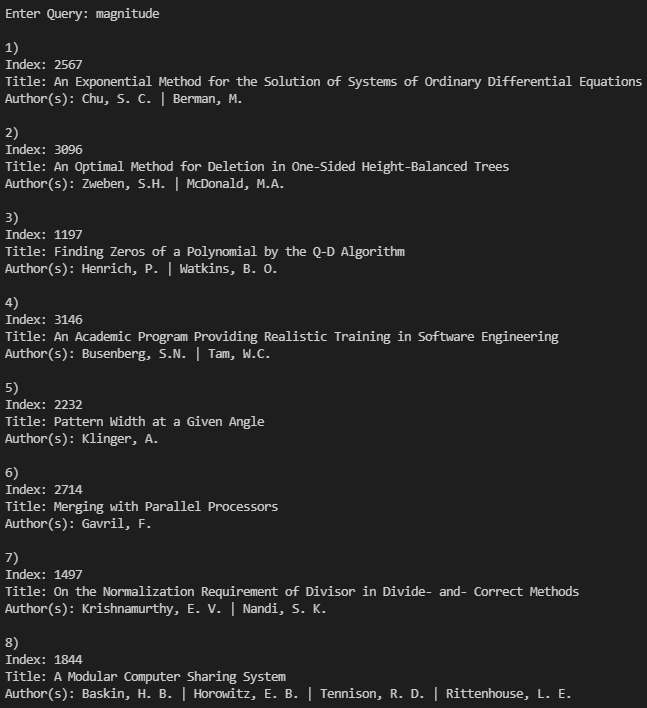 Enter Query: magnitude
1)
Index: 2567
Title: An Exponential Method for the Solution of Systems of Ordinary Differential Equations
Author(s): Chu, S. C. | Berman, M.
2)
Index: 3096
Title: An Optimal Method for Deletion in One-Sided Height-Balanced Trees
Author(s): Zweben, S.H. | McDonald, M.A.
3)
Index: 1197
Title: Finding Zeros of a Polynomial by the Q-D Algorithm
Author(s): Henrich, P. | Watkins, B. O.
4)
Index: 3146
Title: An Academic Program Providing Realistic Training in Software Engineering
Author(s): Busenberg, S.N. | Tam, W.C.
5)
Index: 2232
Title: Pattern Width at a Given Angle
Author(s): Klinger, A.
6)
Index: 2714
Title: Merging with Parallel Processors
Author(s): Gavril, F.
7)
Index: 1497
Title: On the Normalization Requirement of Divisor in Divide- and- Correct Methods
Author(s): Krishnamurthy, E. V. | Nandi, S. K.
8)
Index: 1844
Title: A Modular Computer Sharing System
Author(s): Baskin, H. B. | Horowitz, E. B. | Tennison, R. D. | Rittenhouse, L. E.